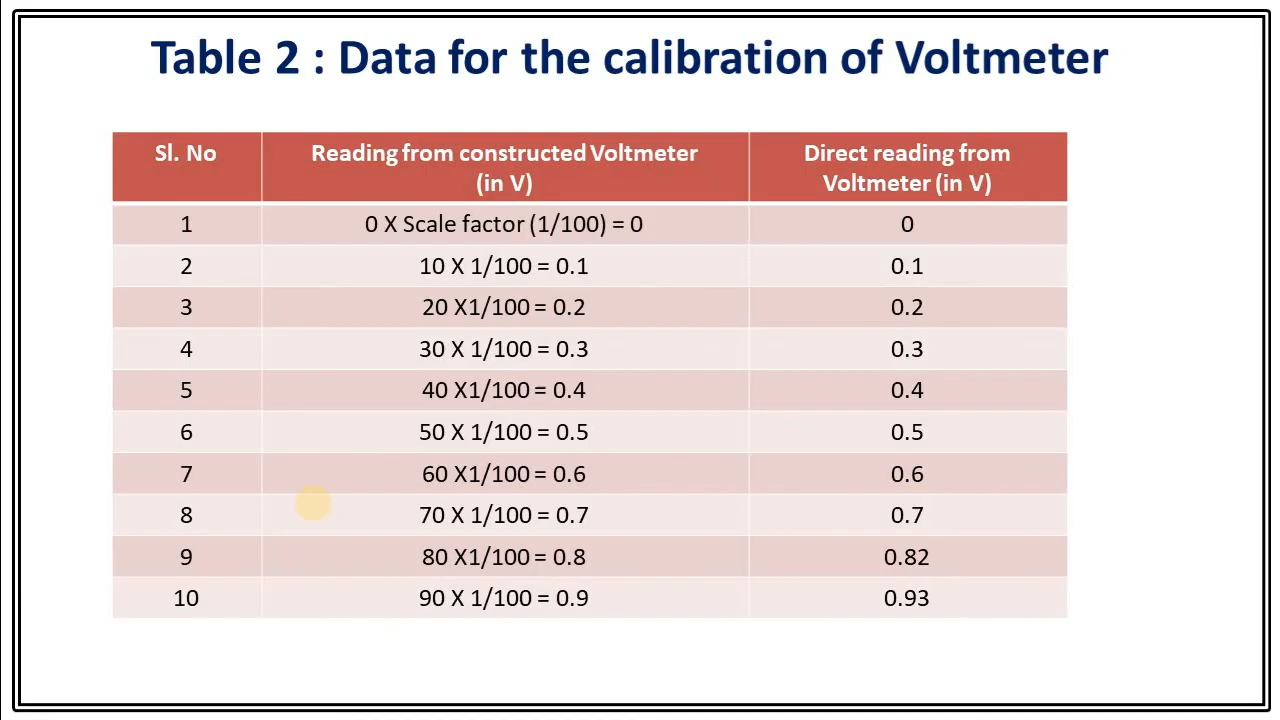 Table 2 : Data for the calibration of Voltmeter
Sl. No Reading from constructed Voltmeter (in V) Direct reading from Voltmeter (in V)
1 0 X Scale factor (1/100) = 0 0
2 10 X 1/100 = 0.1 0.1
3 20 X1/100 = 0.2 0.2
4 30 X 1/100 = 0.3 0.3
5 40 X1/100 = 0.4 0.4
6 50 X 1/100 = 0.5 0.5
7 60 X1/100 = 0.6 0.6
8 70 X 1/100 = 0.7 0.7
9 80 X1/100 = 0.8 0.82
10 90 X 1/100 = 0.9 0.93